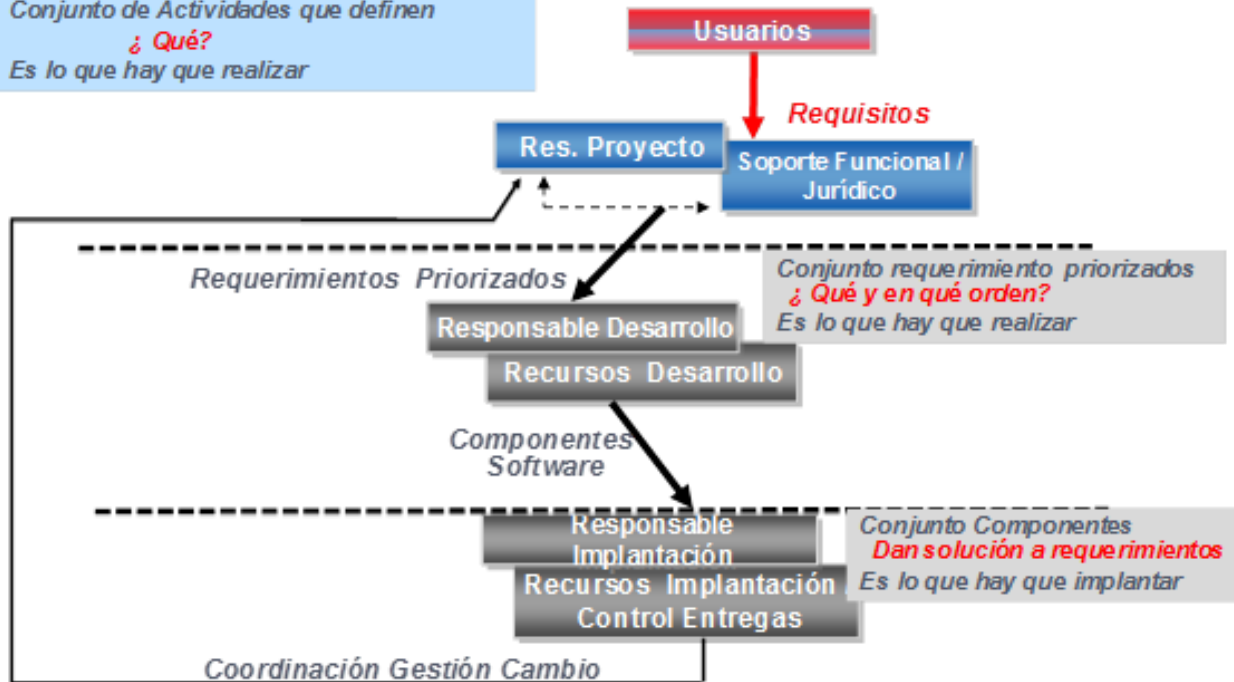 Conjunto de Actividades que definen
¿ Qué?
Es lo que hay que realizar
Usuarios
Requisitos
Res. Proyecto
Soporte Funcional /
Jurídico
Requerimientos Priorizados
Conjunto requerimiento priorizados
¿ Qué y en qué orden?
Es lo que hay que realizar
Responsable Desarrollo
Recursos Desarrollo
Componentes
Software
Responsable
Implantación
Conjunto Componentes
Dan solución a requerimientos
Es lo que hay que implantar
Recursos Implantación /
Control Entregas
Coordinación Gestión Cambio